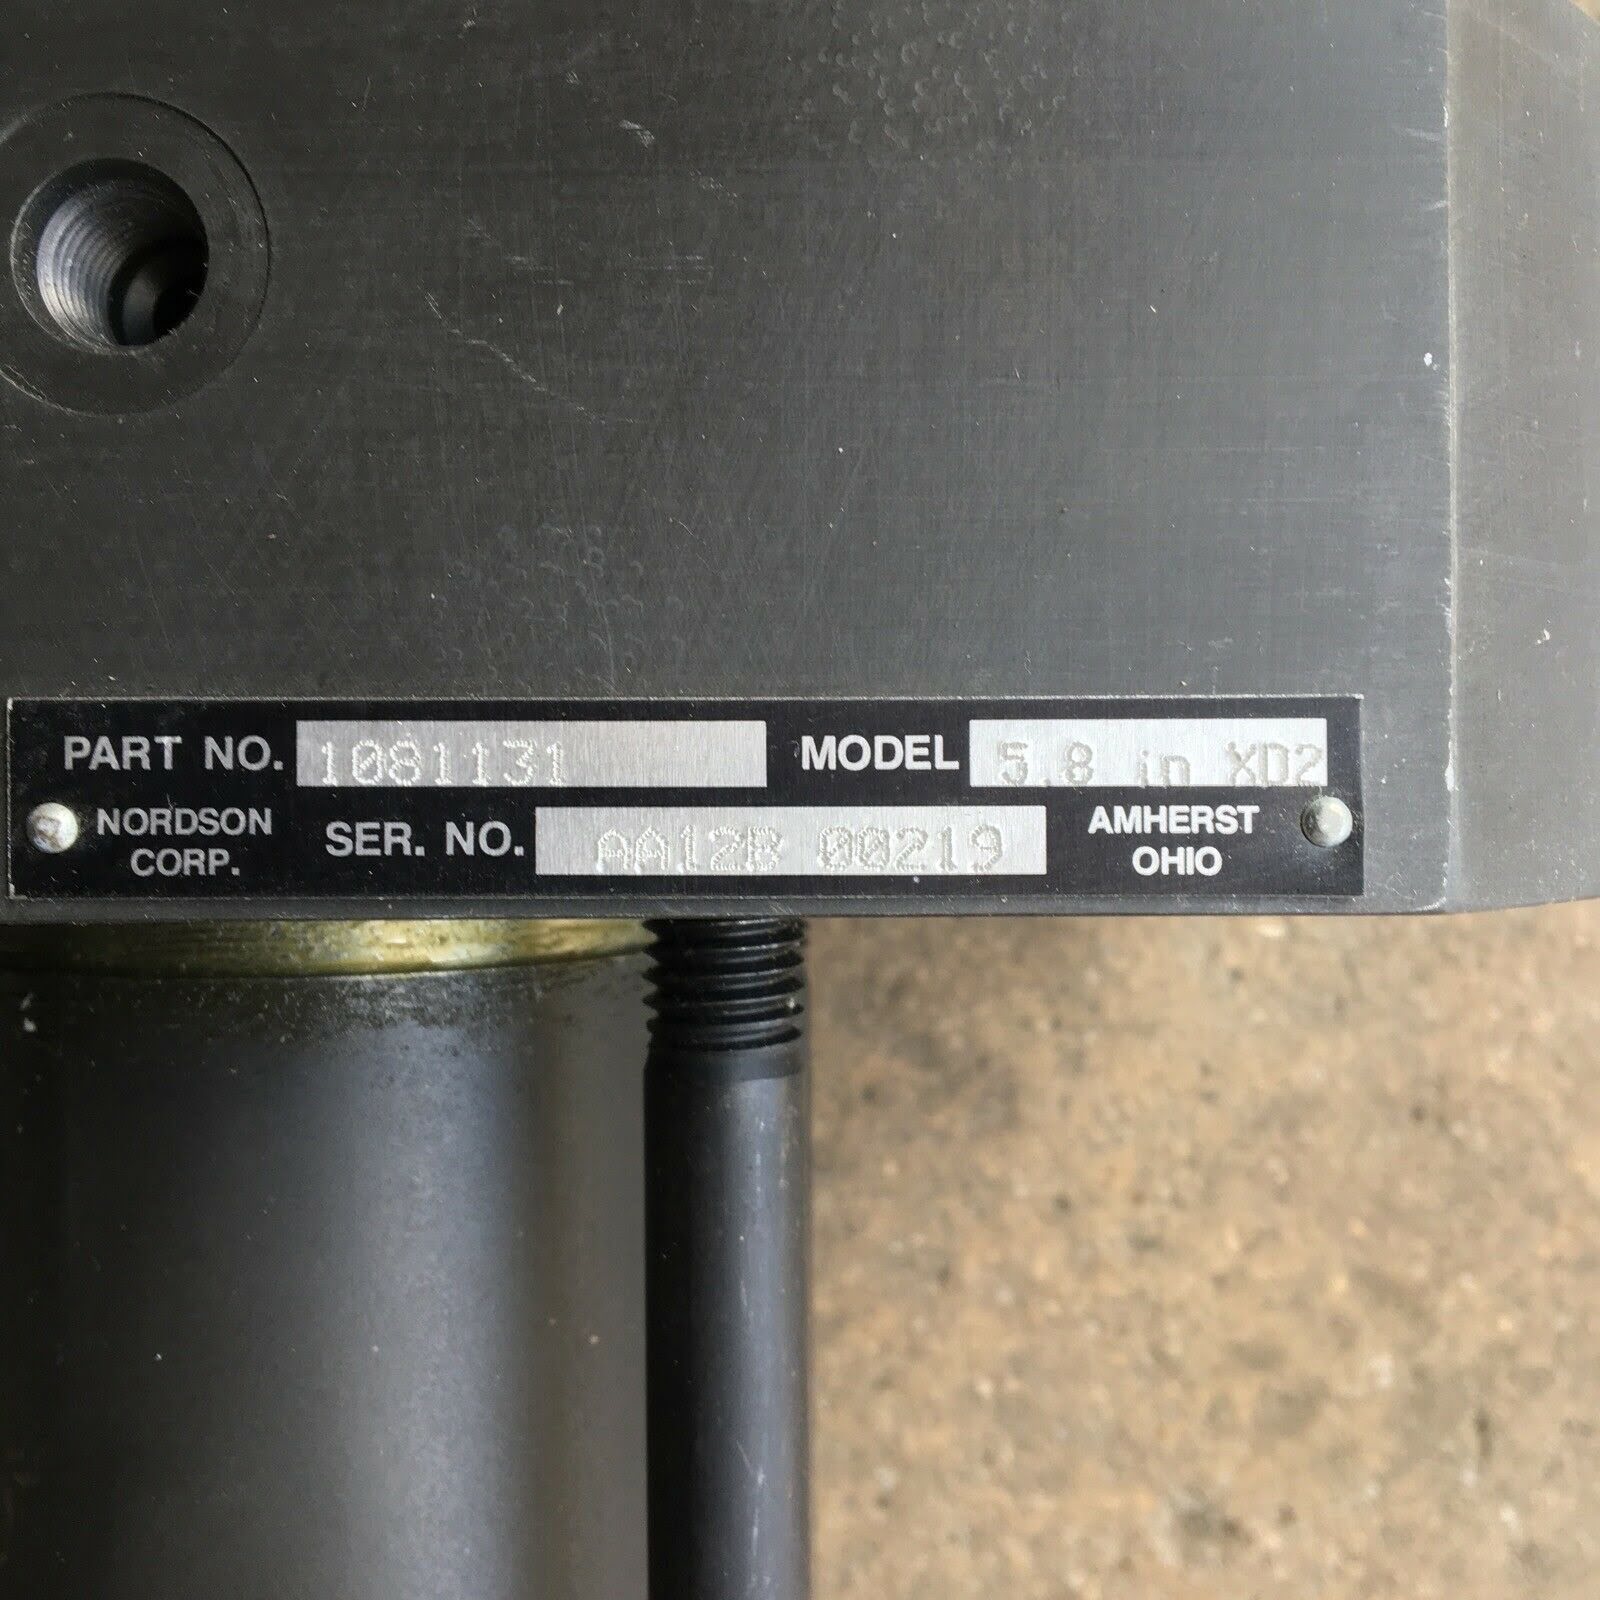 PART NO. 1081131 MODEL 5.8 in XD2
NORDSON CORP. SER. NO. AA12B 00219 AMHERST OHIO